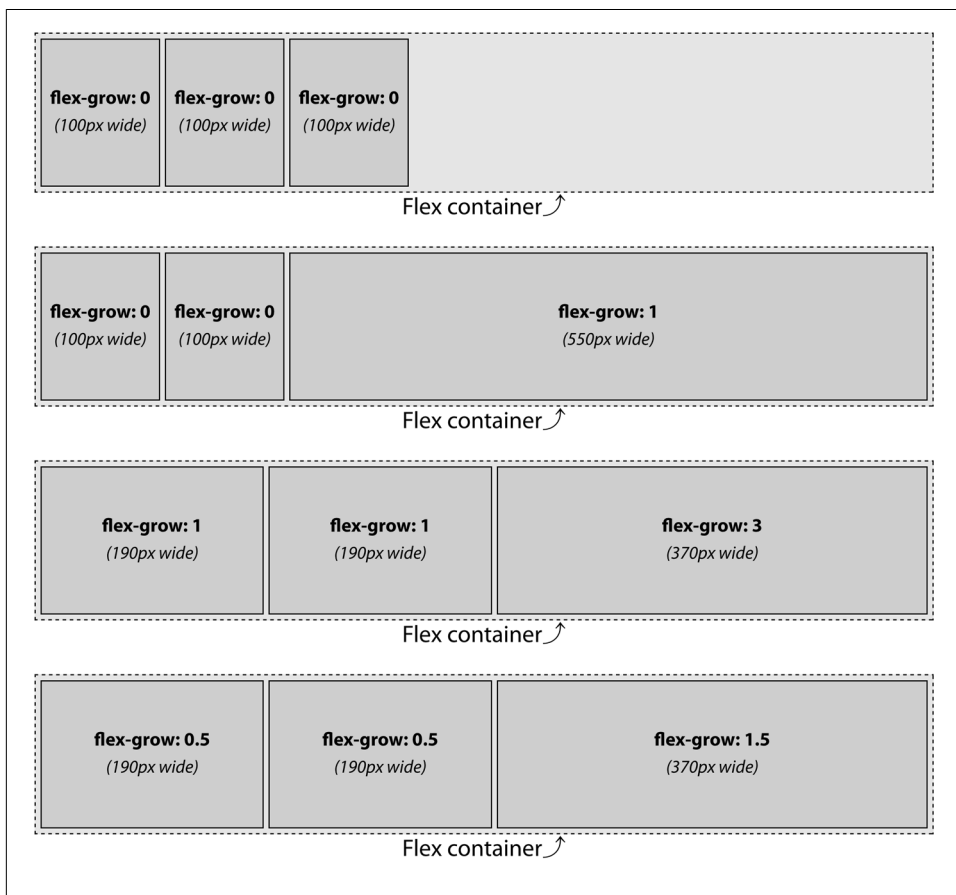 flex-grow: 0 flex-grow: 0 flex-grow: 0
(100px wide) (100px wide) (100px wide)
Flex container
flex-grow: 0 flex-grow: 0 flex-grow: 1
(100px wide) (100px wide) (550px wide)
Flex container
flex-grow: 1 flex-grow: 1 flex-grow: 3
(190px wide) (190px wide) (370px wide)
Flex container
flex-grow: 0.5 flex-grow: 0.5 flex-grow: 1.5
(190px wide) (190px wide) (370px wide)
Flex container